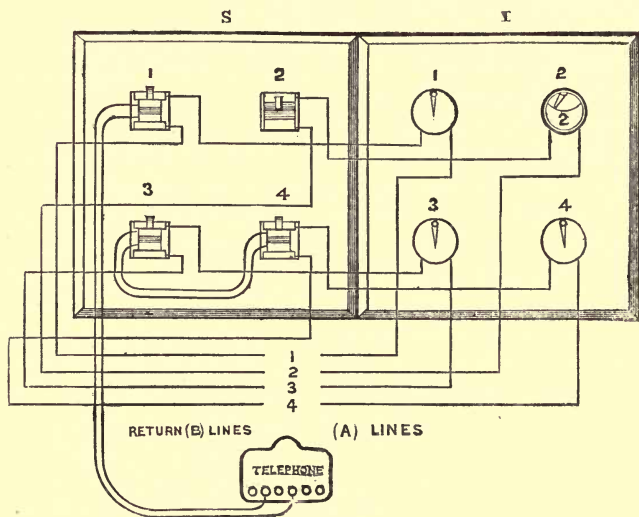 S I
1 2 1 2
2
3 4 3 4
1
2
3
4
RETURN (B) LINES (A) LINES
TELEPHONE